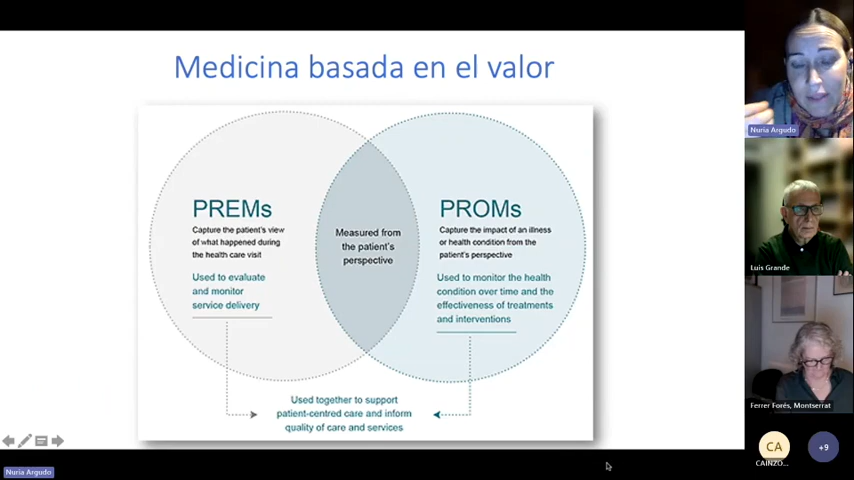 Medicina basada en el valor
PREMs
Capture the patient's view
of what happened during
the health care visit
Used to evaluate
and monitor
service delivery
Measured from
the patient's
perspective
PROMs
Capture the impact of an illness
or health condition from the
patient's perspective
Used to monitor the health
condition over time and the
effectiveness of treatments
and interventions
Used together to support
patient-centred care and inform
quality of care and services
Nuria Argudo
Nuria Argudo
Luis Grande
Ferrer Forés, Montserrat
CA
CAINZO...
+9